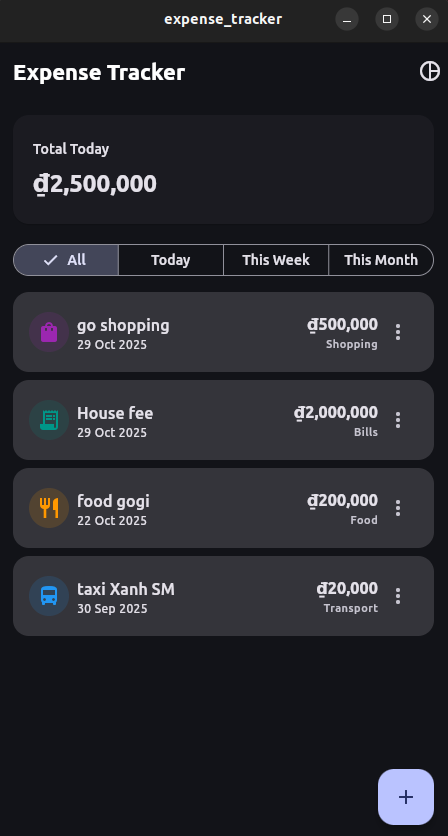 expense_tracker
Expense Tracker
Total Today
₫2,500,000
All Today This Week This Month
go shopping ₫500,000
29 Oct 2025 Shopping
House fee ₫2,000,000
29 Oct 2025 Bills
food gogi ₫200,000
22 Oct 2025 Food
taxi Xanh SM ₫20,000
30 Sep 2025 Transport